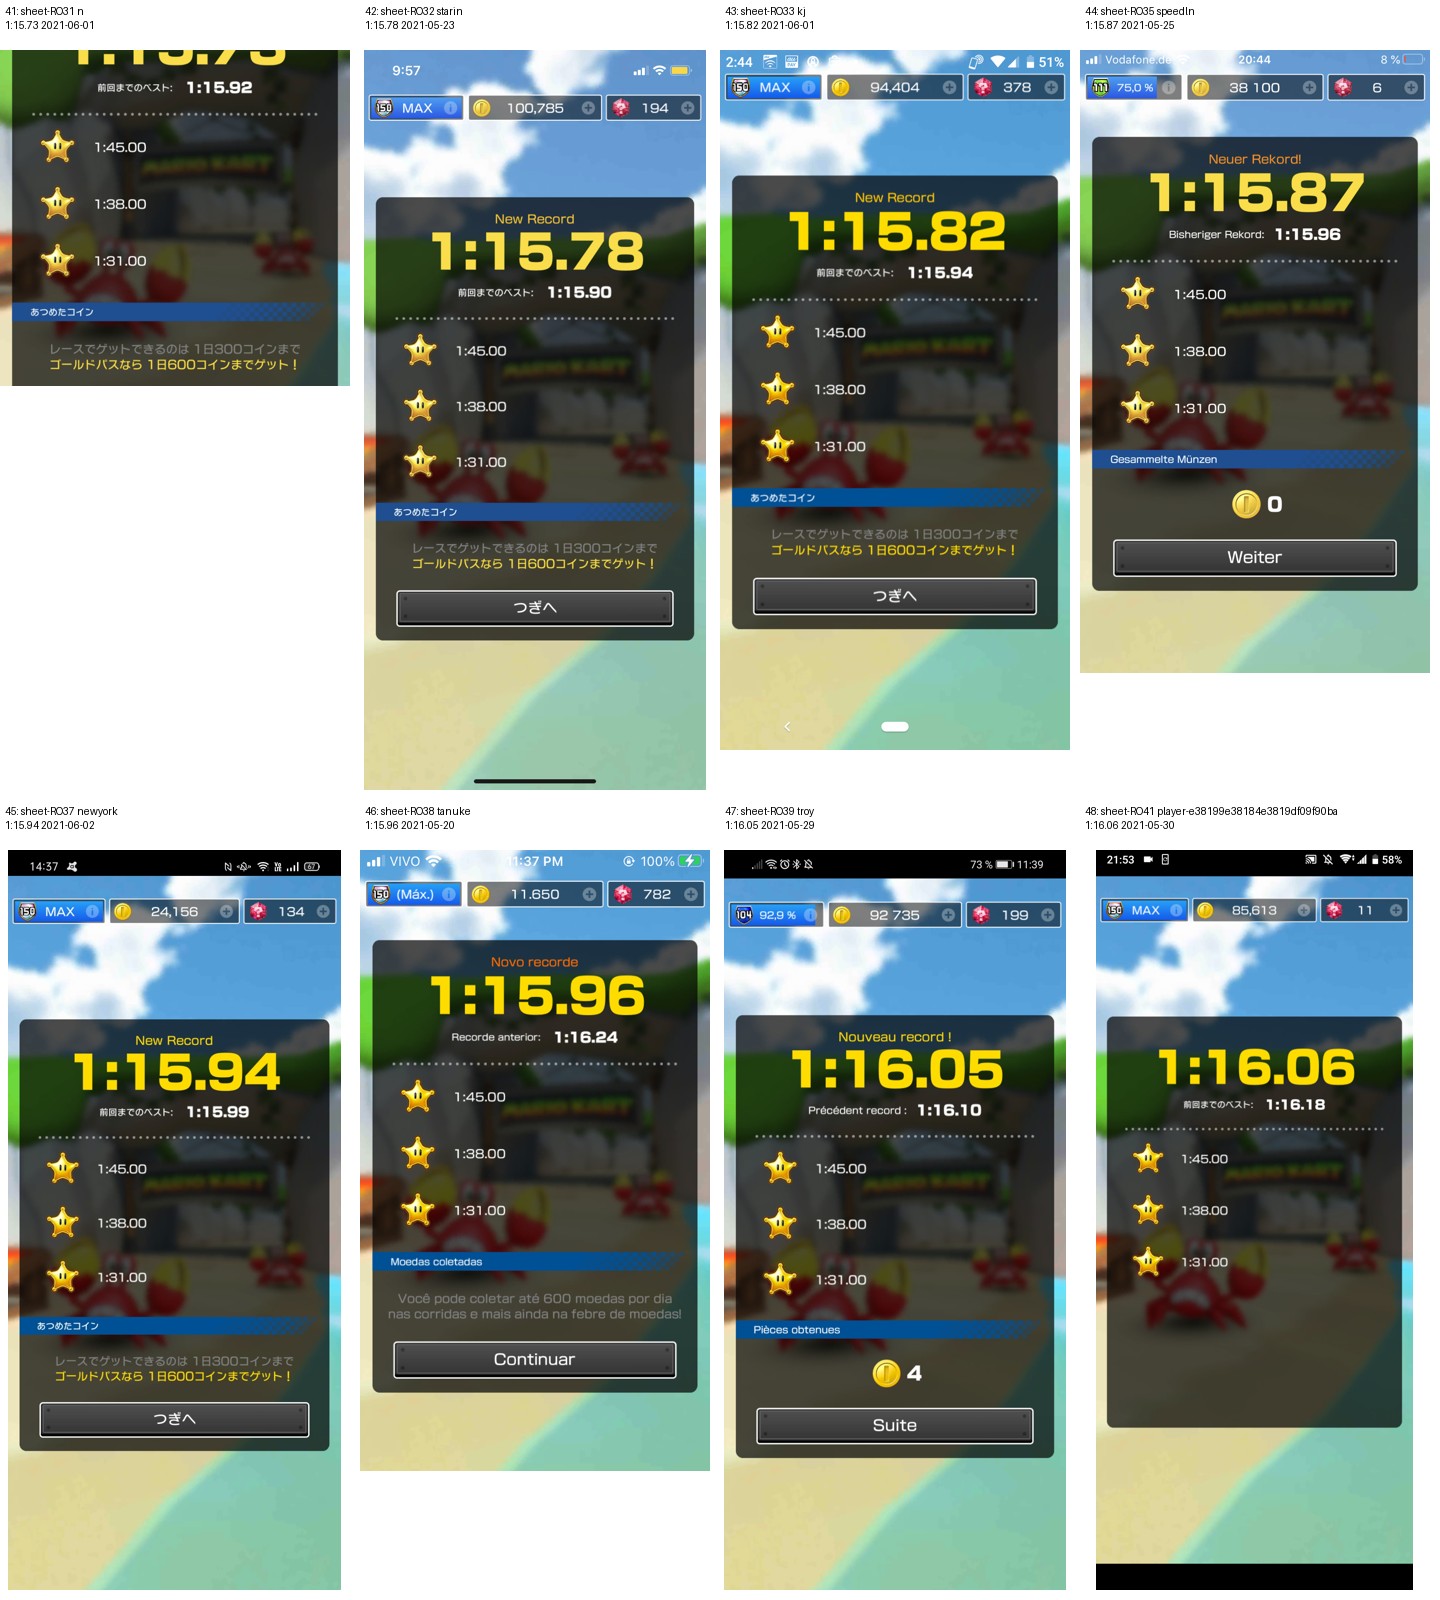 41: sheet-RO31 n
1:15.73 2021-06-01
1:15.73
前回までのベスト: 1:15.92
1:45.00
1:38.00
1:31.00
あつめたコイン
レースでゲットできるのは 1日300コインまで
ゴールドパスなら 1日600コインまでゲット！
42: sheet-RO32 starin
1:15.78 2021-05-23
9:57
150 MAX 100,785 194
New Record
1:15.78
前回までのベスト: 1:15.90
1:45.00
1:38.00
1:31.00
あつめたコイン
レースでゲットできるのは 1日300コインまで
ゴールドパスなら 1日600コインまでゲット！
つぎへ
43: sheet-RO33 kj
1:15.82 2021-06-01
2:44 51%
150 MAX 94,404 378
New Record
1:15.82
前回までのベスト: 1:15.94
1:45.00
1:38.00
1:31.00
あつめたコイン
レースでゲットできるのは 1日300コインまで
ゴールドパスなら 1日600コインまでゲット！
つぎへ
44: sheet-RO35 speedln
1:15.87 2021-05-25
Vodafone.de 20:44 8 %
111 75,0 % 38 100 6
Neuer Rekord!
1:15.87
Bisheriger Rekord: 1:15.96
1:45.00
MARIO KART
1:38.00
1:31.00
Gesammelte Münzen
0
Weiter
45: sheet-RO37 newyork
1:15.94 2021-06-02
14:37 67
150 MAX 24,156 134
New Record
1:15.94
前回までのベスト: 1:15.99
1:45.00
MARIO KART
1:38.00
1:31.00
あつめたコイン
レースでゲットできるのは 1日300コインまで
ゴールドパスなら 1日600コインまでゲット！
つぎへ
46: sheet-RO38 tanuke
1:15.96 2021-05-20
VIVO 11:37 PM 100%
150 (Máx.) 11.650 782
Novo recorde
1:15.96
Recorde anterior: 1:16.24
1:45.00
MARIO KART
1:38.00
1:31.00
Moedas coletadas
Você pode coletar até 600 moedas por dia
nas corridas e mais ainda na febre de moedas!
Continuar
47: sheet-RO39 troy
1:16.05 2021-05-29
73 % 11:39
104 92,9 % 92 735 199
Nouveau record !
1:16.05
Précédent record : 1:16.10
1:45.00
MARIO KART
1:38.00
1:31.00
Pièces obtenues
4
Suite
48: sheet-RO41 player-e38199e38184e3819df09f90ba
1:16.06 2021-05-30
21:53 58%
150 MAX 85,613 11
1:16.06
前回までのベスト: 1:16.18
1:45.00
MARIO KART
1:38.00
1:31.00